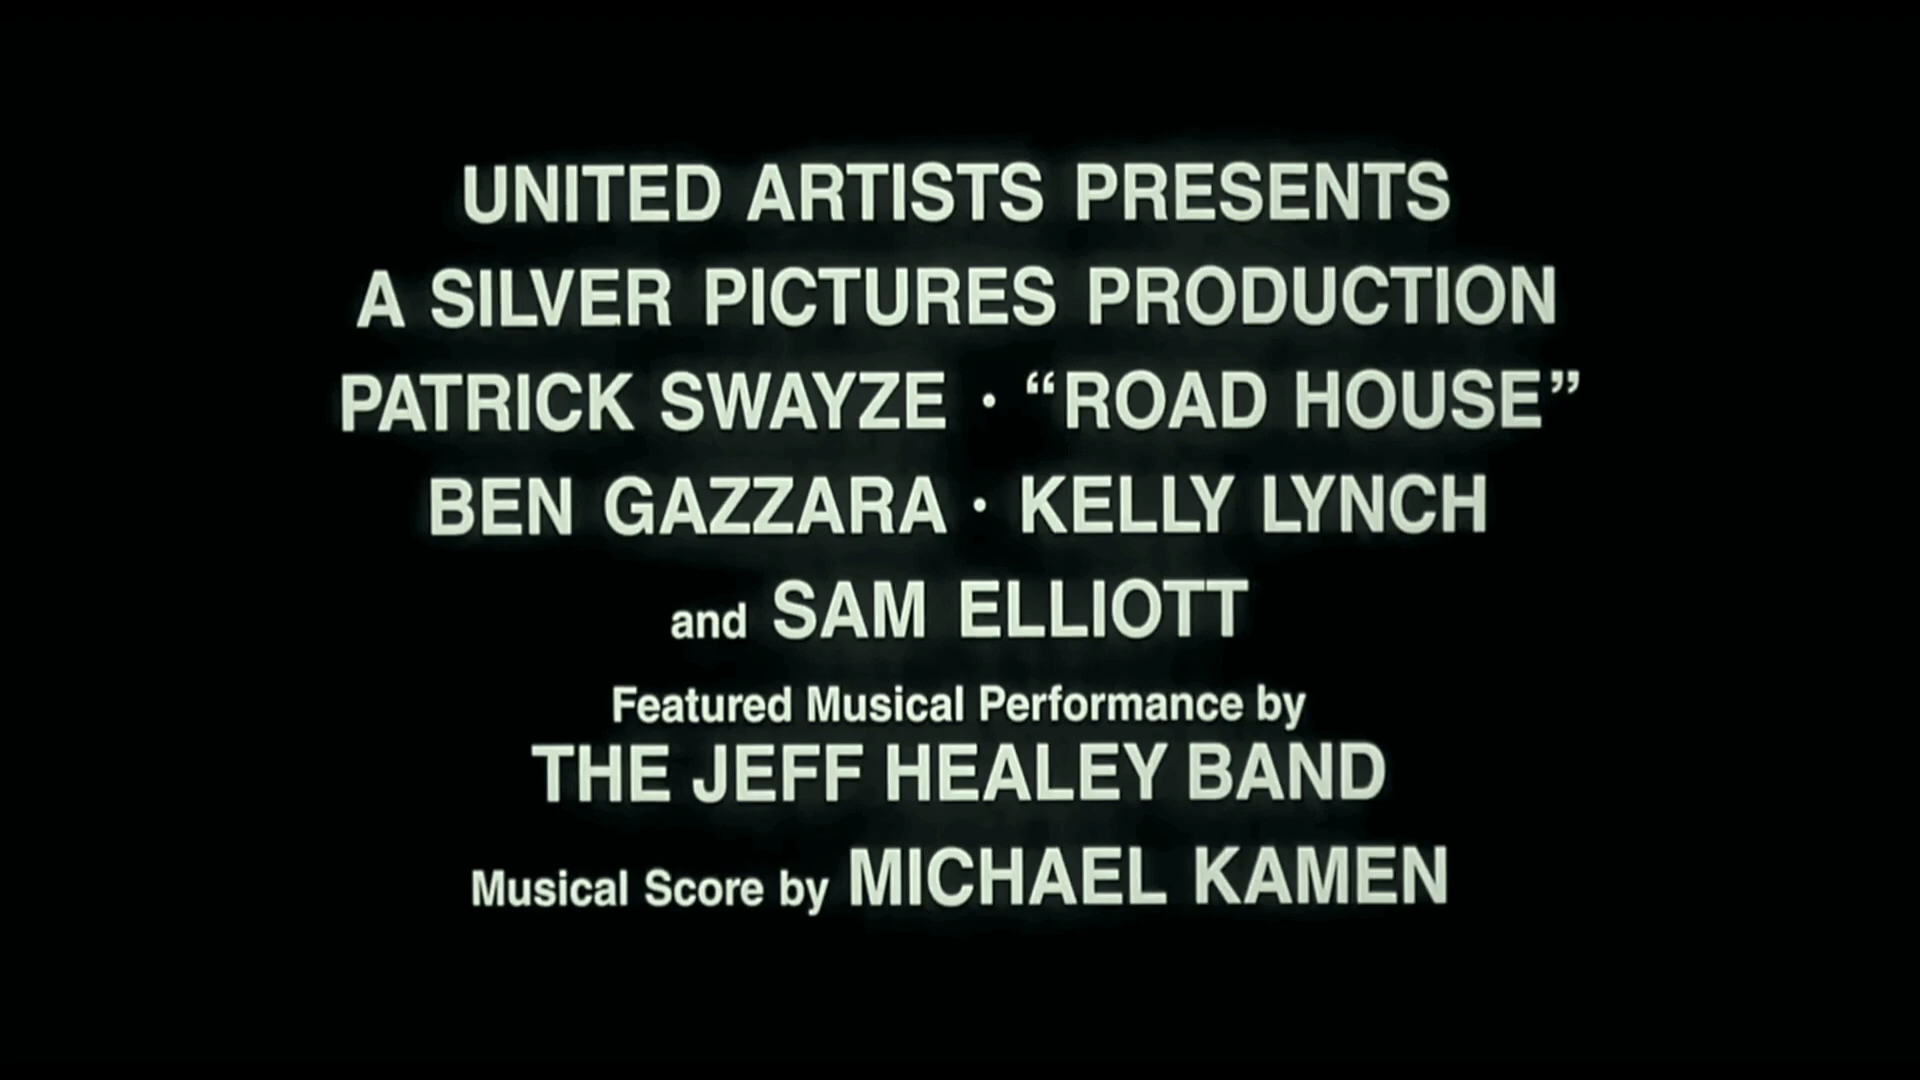 UNITED ARTISTS PRESENTS
A SILVER PICTURES PRODUCTION
PATRICK SWAYZE • “ROAD HOUSE”
BEN GAZZARA • KELLY LYNCH
and SAM ELLIOTT
Featured Musical Performance by
THE JEFF HEALEY BAND
Musical Score by MICHAEL KAMEN